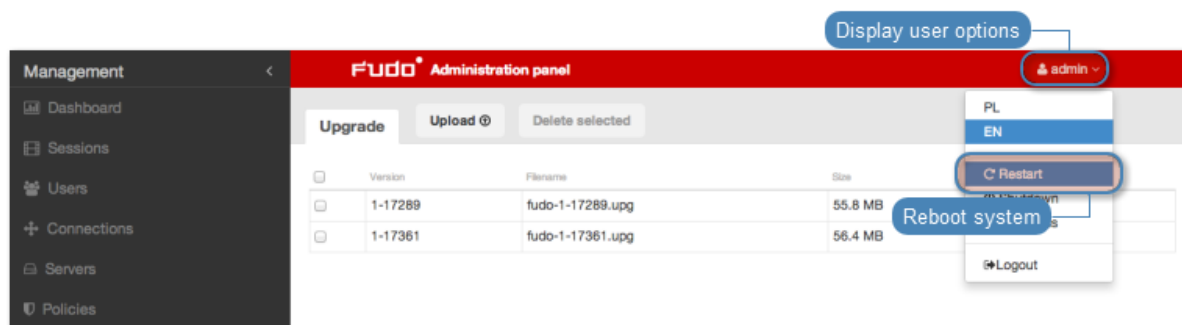 Display user options
Management
FUDO Administration panel
admin
Dashboard
Sessions
Users
Connections
Servers
Policies
Upgrade
Upload
Delete selected
PL
EN
Restart
Shutdown
Reboot system
Logout
Version Filename Size
1-17289 fudo-1-17289.upg 55.8 MB
1-17361 fudo-1-17361.upg 56.4 MB